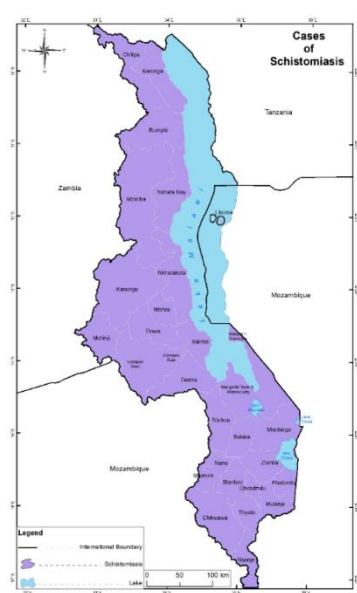 Cases
of
Schistomiasis
Chitipa
Karonga
Tanzania
Rumphi
Zambia
Mzimba
Nkhata Bay
Likoma
Lake Malawi
Nkhotakota
Mozambique
Kasungu
Ntchisi
Dowa
Mchinji
Salima
Dedza
Ntcheu
Machinga
Balaka
Mozambique
Neno
Zomba
Mwanza
Blantyre
Phalombe
Chiradzulu
Mulanje
Thyolo
Chikwawa
Nsanje
Legend
International Boundary
Schistomiasis
Lake
0 50 100 km